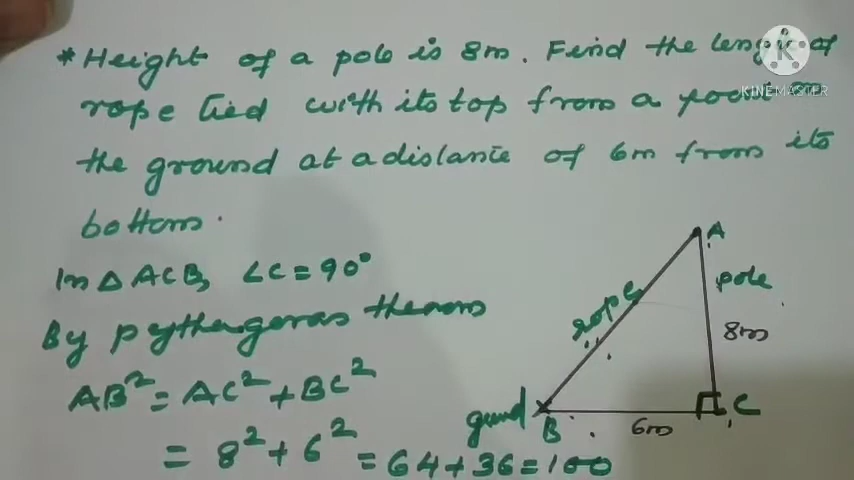 * Height of a pole is 8m. Find the length of
rope tied with its top from a point on
the ground at a distance of 6m from its
bottom.
In △ ACB, ∠C = 90°
By pythagoras theorem
AB² = AC² + BC²
= 8² + 6² = 64 + 36 = 100
A
pole
rope
8m
B
6m
C
K
KINEMASTER